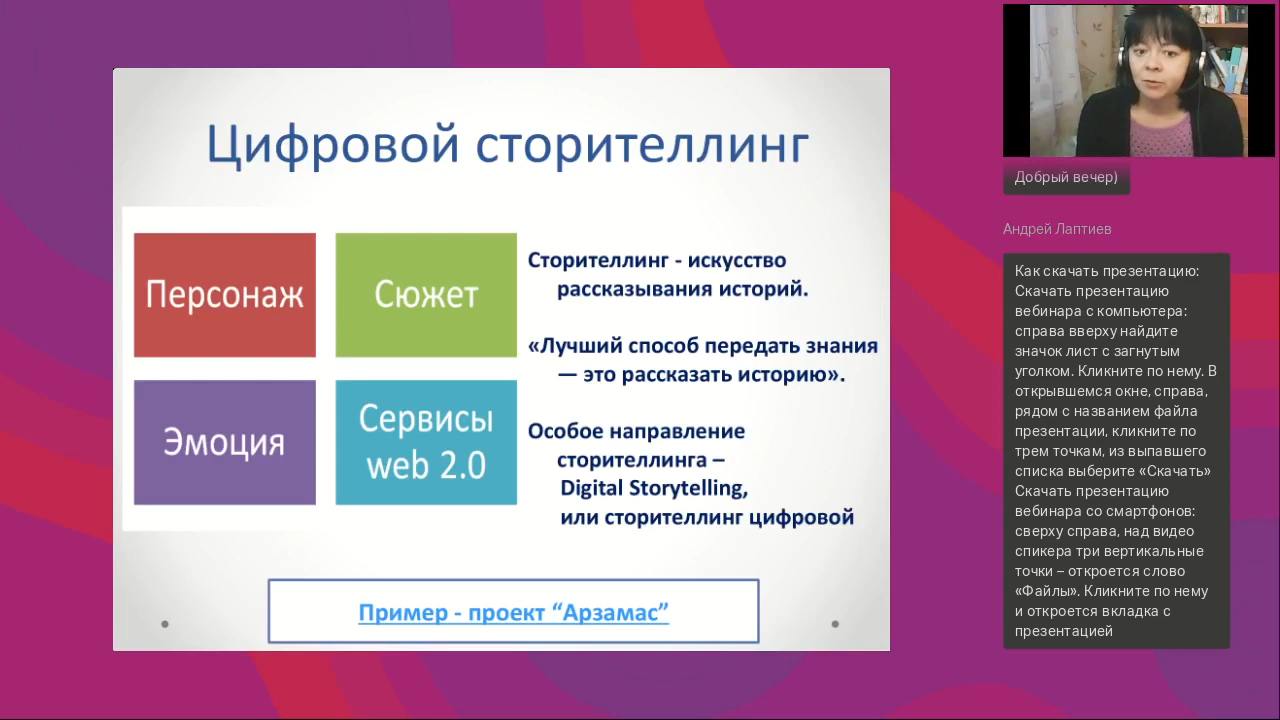 Цифровой сторителлинг
Персонаж
Сюжет
Эмоция
Сервисы
web 2.0
Сторителлинг - искусство
рассказывания историй.
«Лучший способ передать знания
— это рассказать историю».
Особое направление
сторителлинга –
Digital Storytelling,
или сторителлинг цифровой
Пример - проект “Арзамас”
Добрый вечер)
Андрей Лаптиев
Как скачать презентацию:
Скачать презентацию
вебинара с компьютера:
справа вверху найдите
значок лист с загнутым
уголком. Кликните по нему. В
открывшемся окне, справа,
рядом с названием файла
презентации, кликните по
трем точкам, из выпавшего
списка выберите «Скачать»
Скачать презентацию
вебинара со смартфонов:
сверху справа, над видео
спикера три вертикальные
точки – откроется слово
«Файлы». Кликните по нему
и откроется вкладка с
презентацией